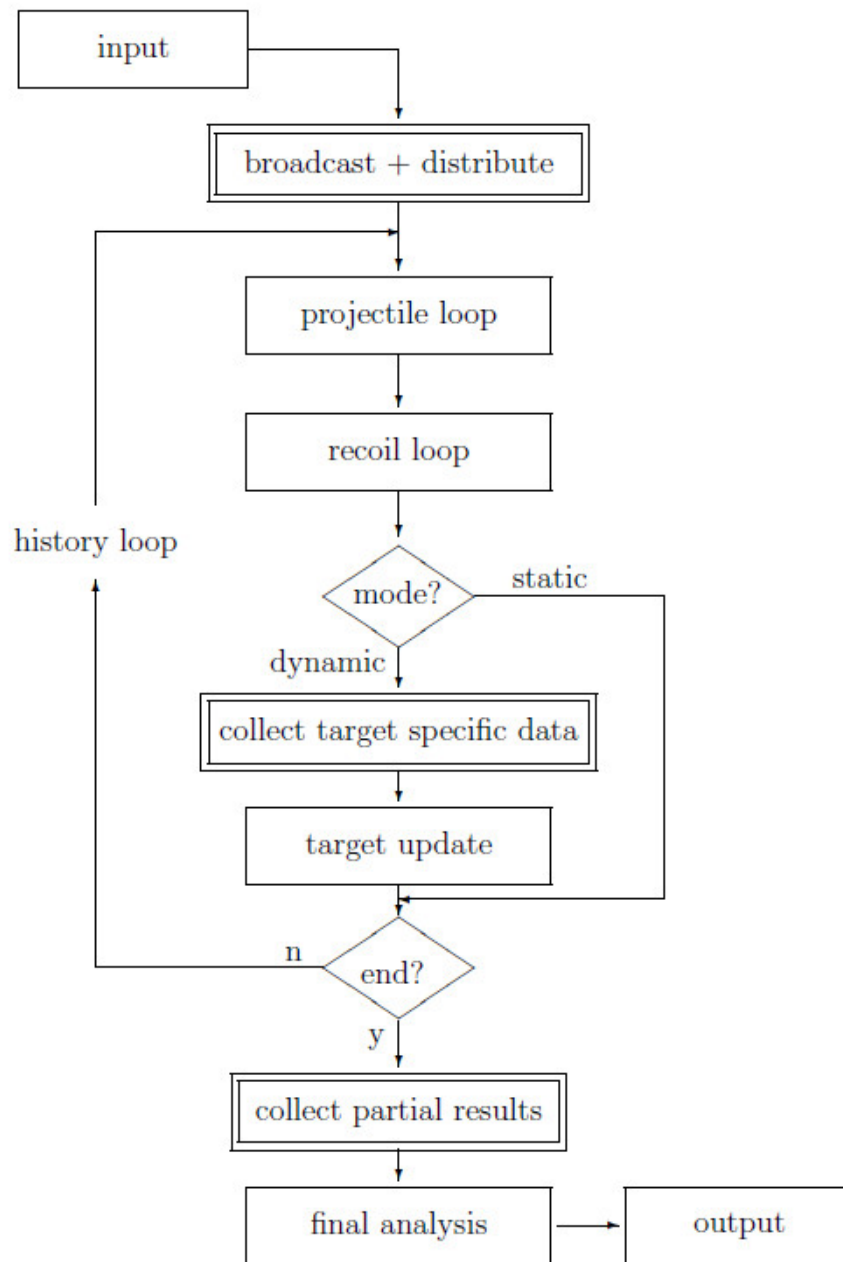 input
broadcast + distribute
projectile loop
recoil loop
history loop
mode?
static
dynamic
collect target specific data
target update
n
end?
y
collect partial results
final analysis
output